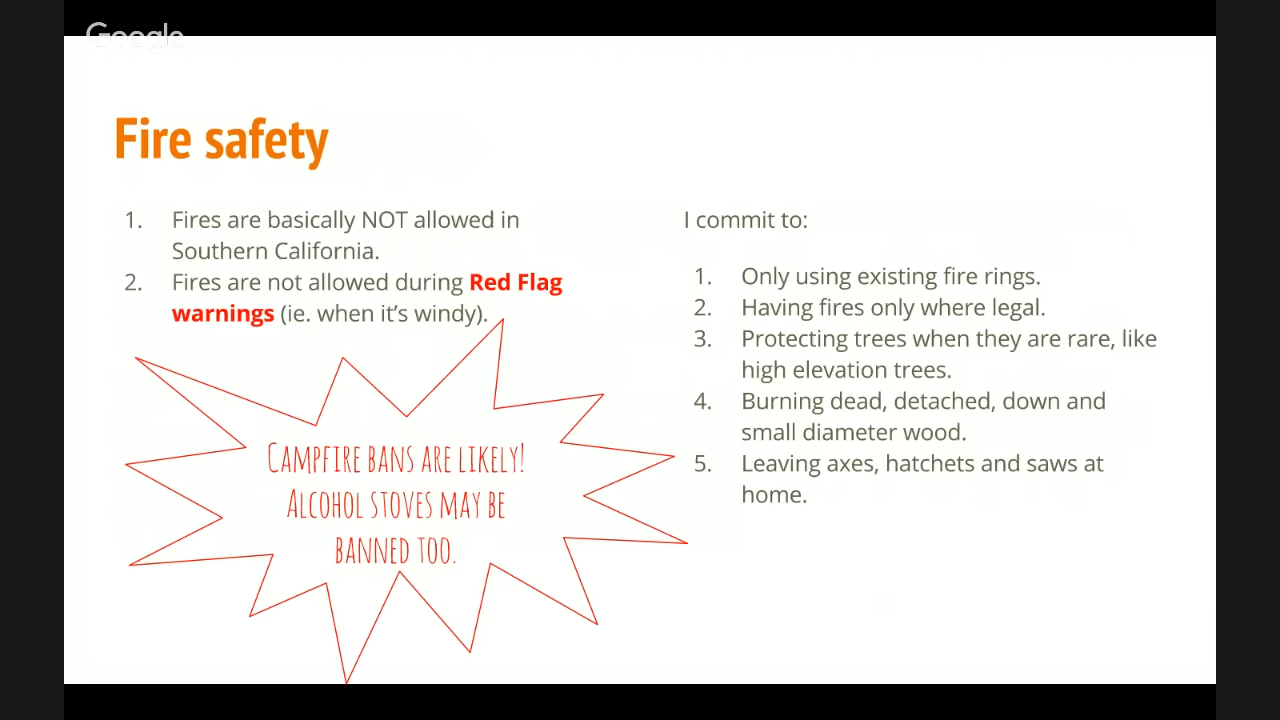 Google
Fire safety
1. Fires are basically NOT allowed in
Southern California.
2. Fires are not allowed during Red Flag
warnings (ie. when it's windy).
CAMPFIRE BANS ARE LIKELY!
ALCOHOL STOVES MAY BE
BANNED TOO.
I commit to:
1. Only using existing fire rings.
2. Having fires only where legal.
3. Protecting trees when they are rare, like
high elevation trees.
4. Burning dead, detached, down and
small diameter wood.
5. Leaving axes, hatchets and saws at
home.